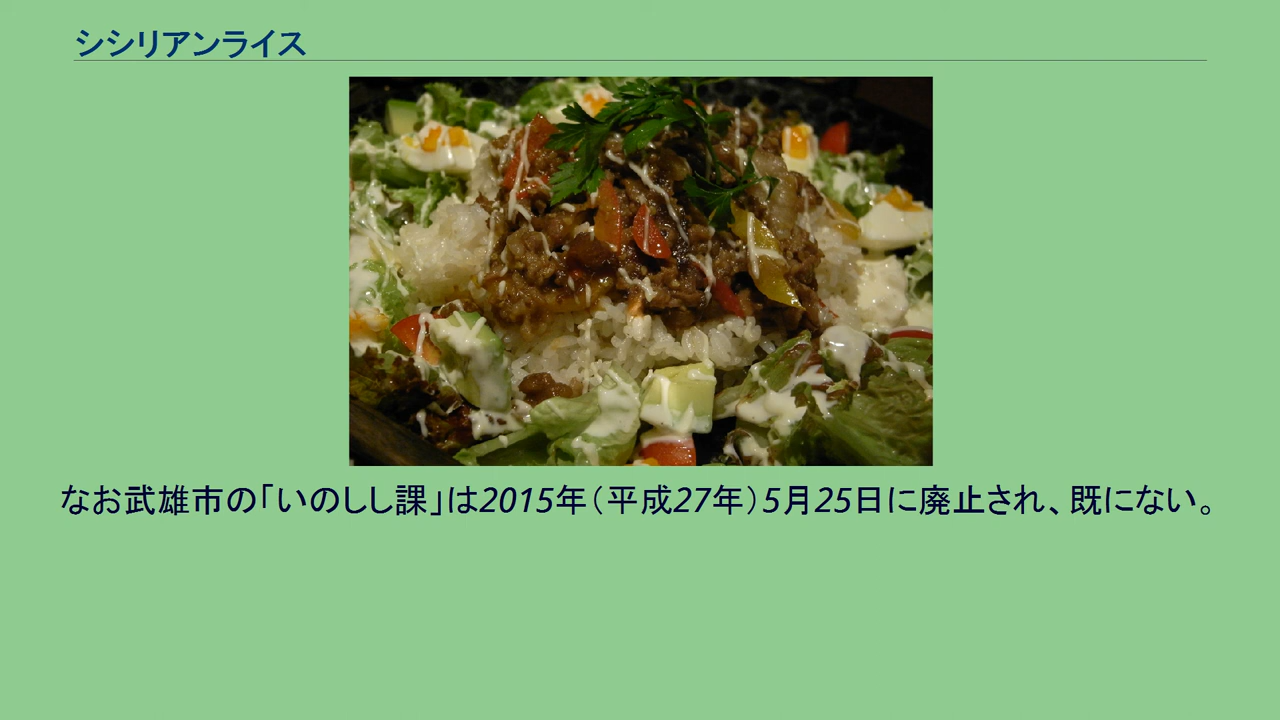 シシリアンライス
なお武雄市の「いのしし課」は2015年（平成27年）5月25日に廃止され、既にない。